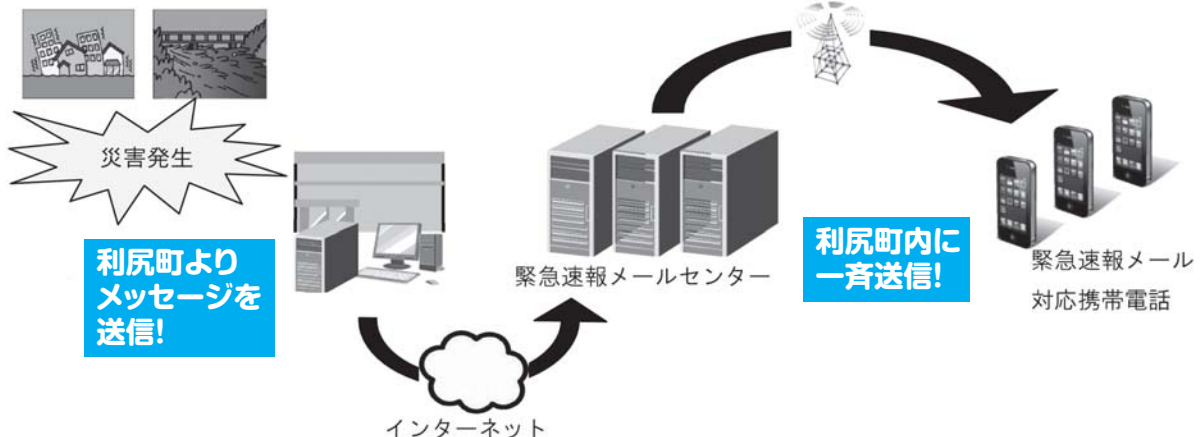 災害発生
利尻町より
メッセージを
送信!
インターネット
緊急速報メールセンター
利尻町内に
一斉送信!
緊急速報メール
対応携帯電話